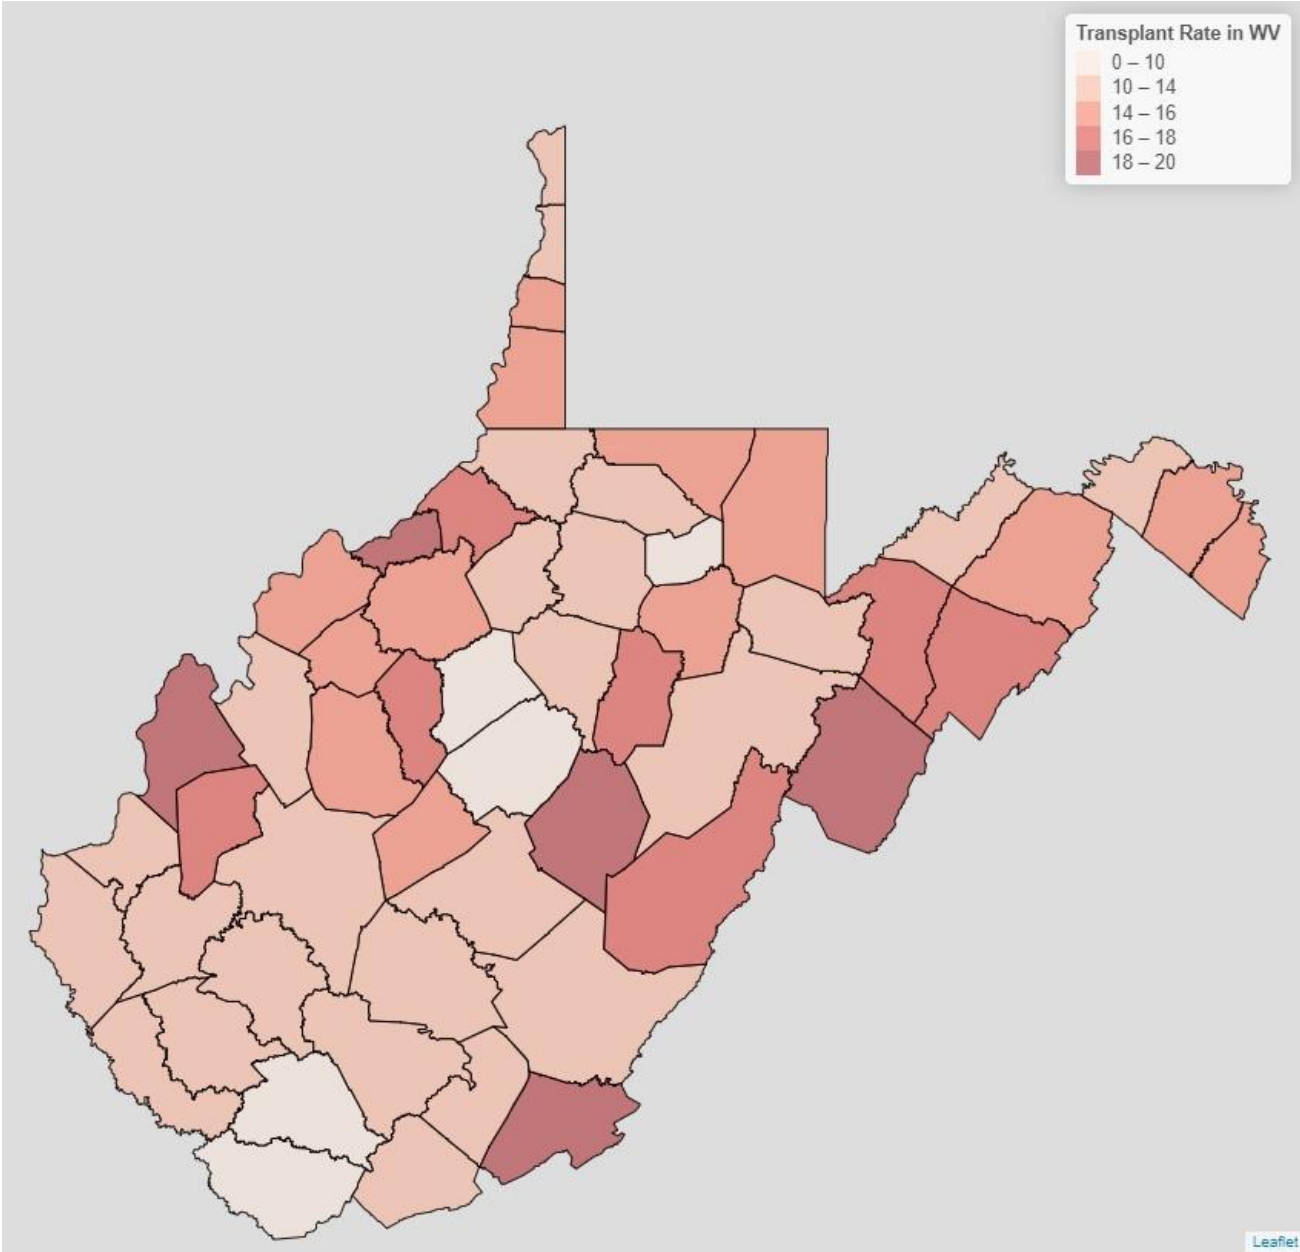 Transplant Rate in WV
0 – 10
10 – 14
14 – 16
16 – 18
18 – 20
Leaflet